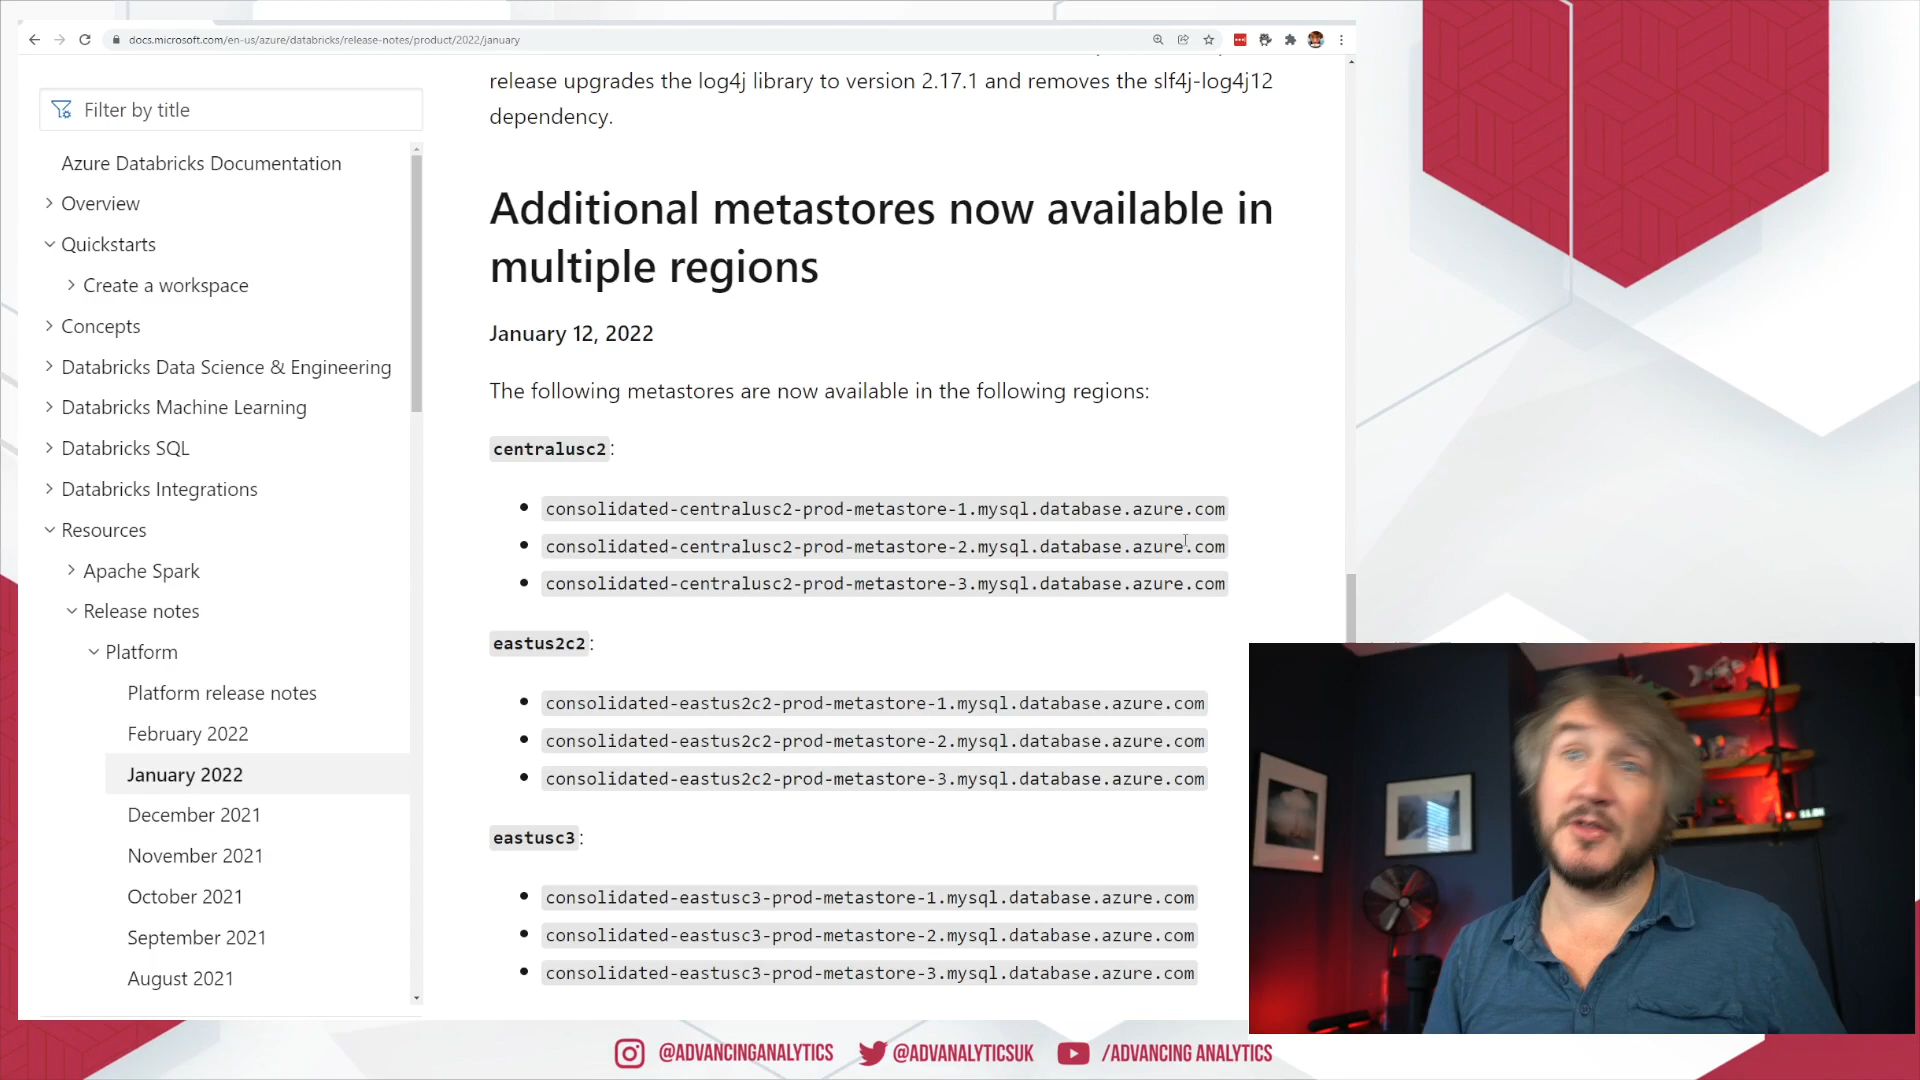 docs.microsoft.com/en-us/azure/databricks/release-notes/product/2022/january
Filter by title
Azure Databricks Documentation
Overview
Quickstarts
Create a workspace
Concepts
Databricks Data Science & Engineering
Databricks Machine Learning
Databricks SQL
Databricks Integrations
Resources
Apache Spark
Release notes
Platform
Platform release notes
February 2022
January 2022
December 2021
November 2021
October 2021
September 2021
August 2021
release upgrades the log4j library to version 2.17.1 and removes the slf4j-log4j12
dependency.
Additional metastores now available in
multiple regions
January 12, 2022
The following metastores are now available in the following regions:
centralusc2:
consolidated-centralusc2-prod-metastore-1.mysql.database.azure.com
consolidated-centralusc2-prod-metastore-2.mysql.database.azure.com
consolidated-centralusc2-prod-metastore-3.mysql.database.azure.com
eastus2c2:
consolidated-eastus2c2-prod-metastore-1.mysql.database.azure.com
consolidated-eastus2c2-prod-metastore-2.mysql.database.azure.com
consolidated-eastus2c2-prod-metastore-3.mysql.database.azure.com
eastusc3:
consolidated-eastusc3-prod-metastore-1.mysql.database.azure.com
consolidated-eastusc3-prod-metastore-2.mysql.database.azure.com
consolidated-eastusc3-prod-metastore-3.mysql.database.azure.com
@ADVANCINGANALYTICS
@ADVANALYTICSUK
/ADVANCING ANALYTICS